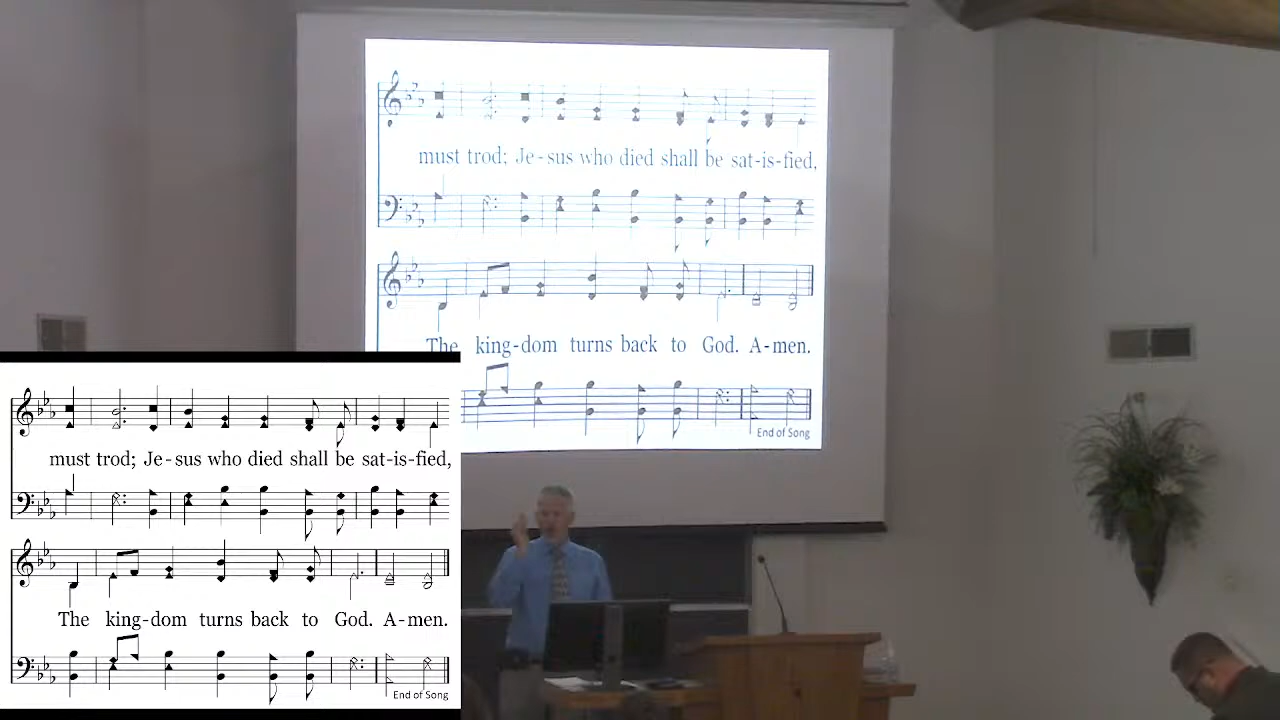 must trod; Je-sus who died shall be sat-is-fied,
The king-dom turns back to God. A-men.
End of Song
must trod; Je-sus who died shall be sat-is-fied,
The king-dom turns back to God. A-men.
End of Song